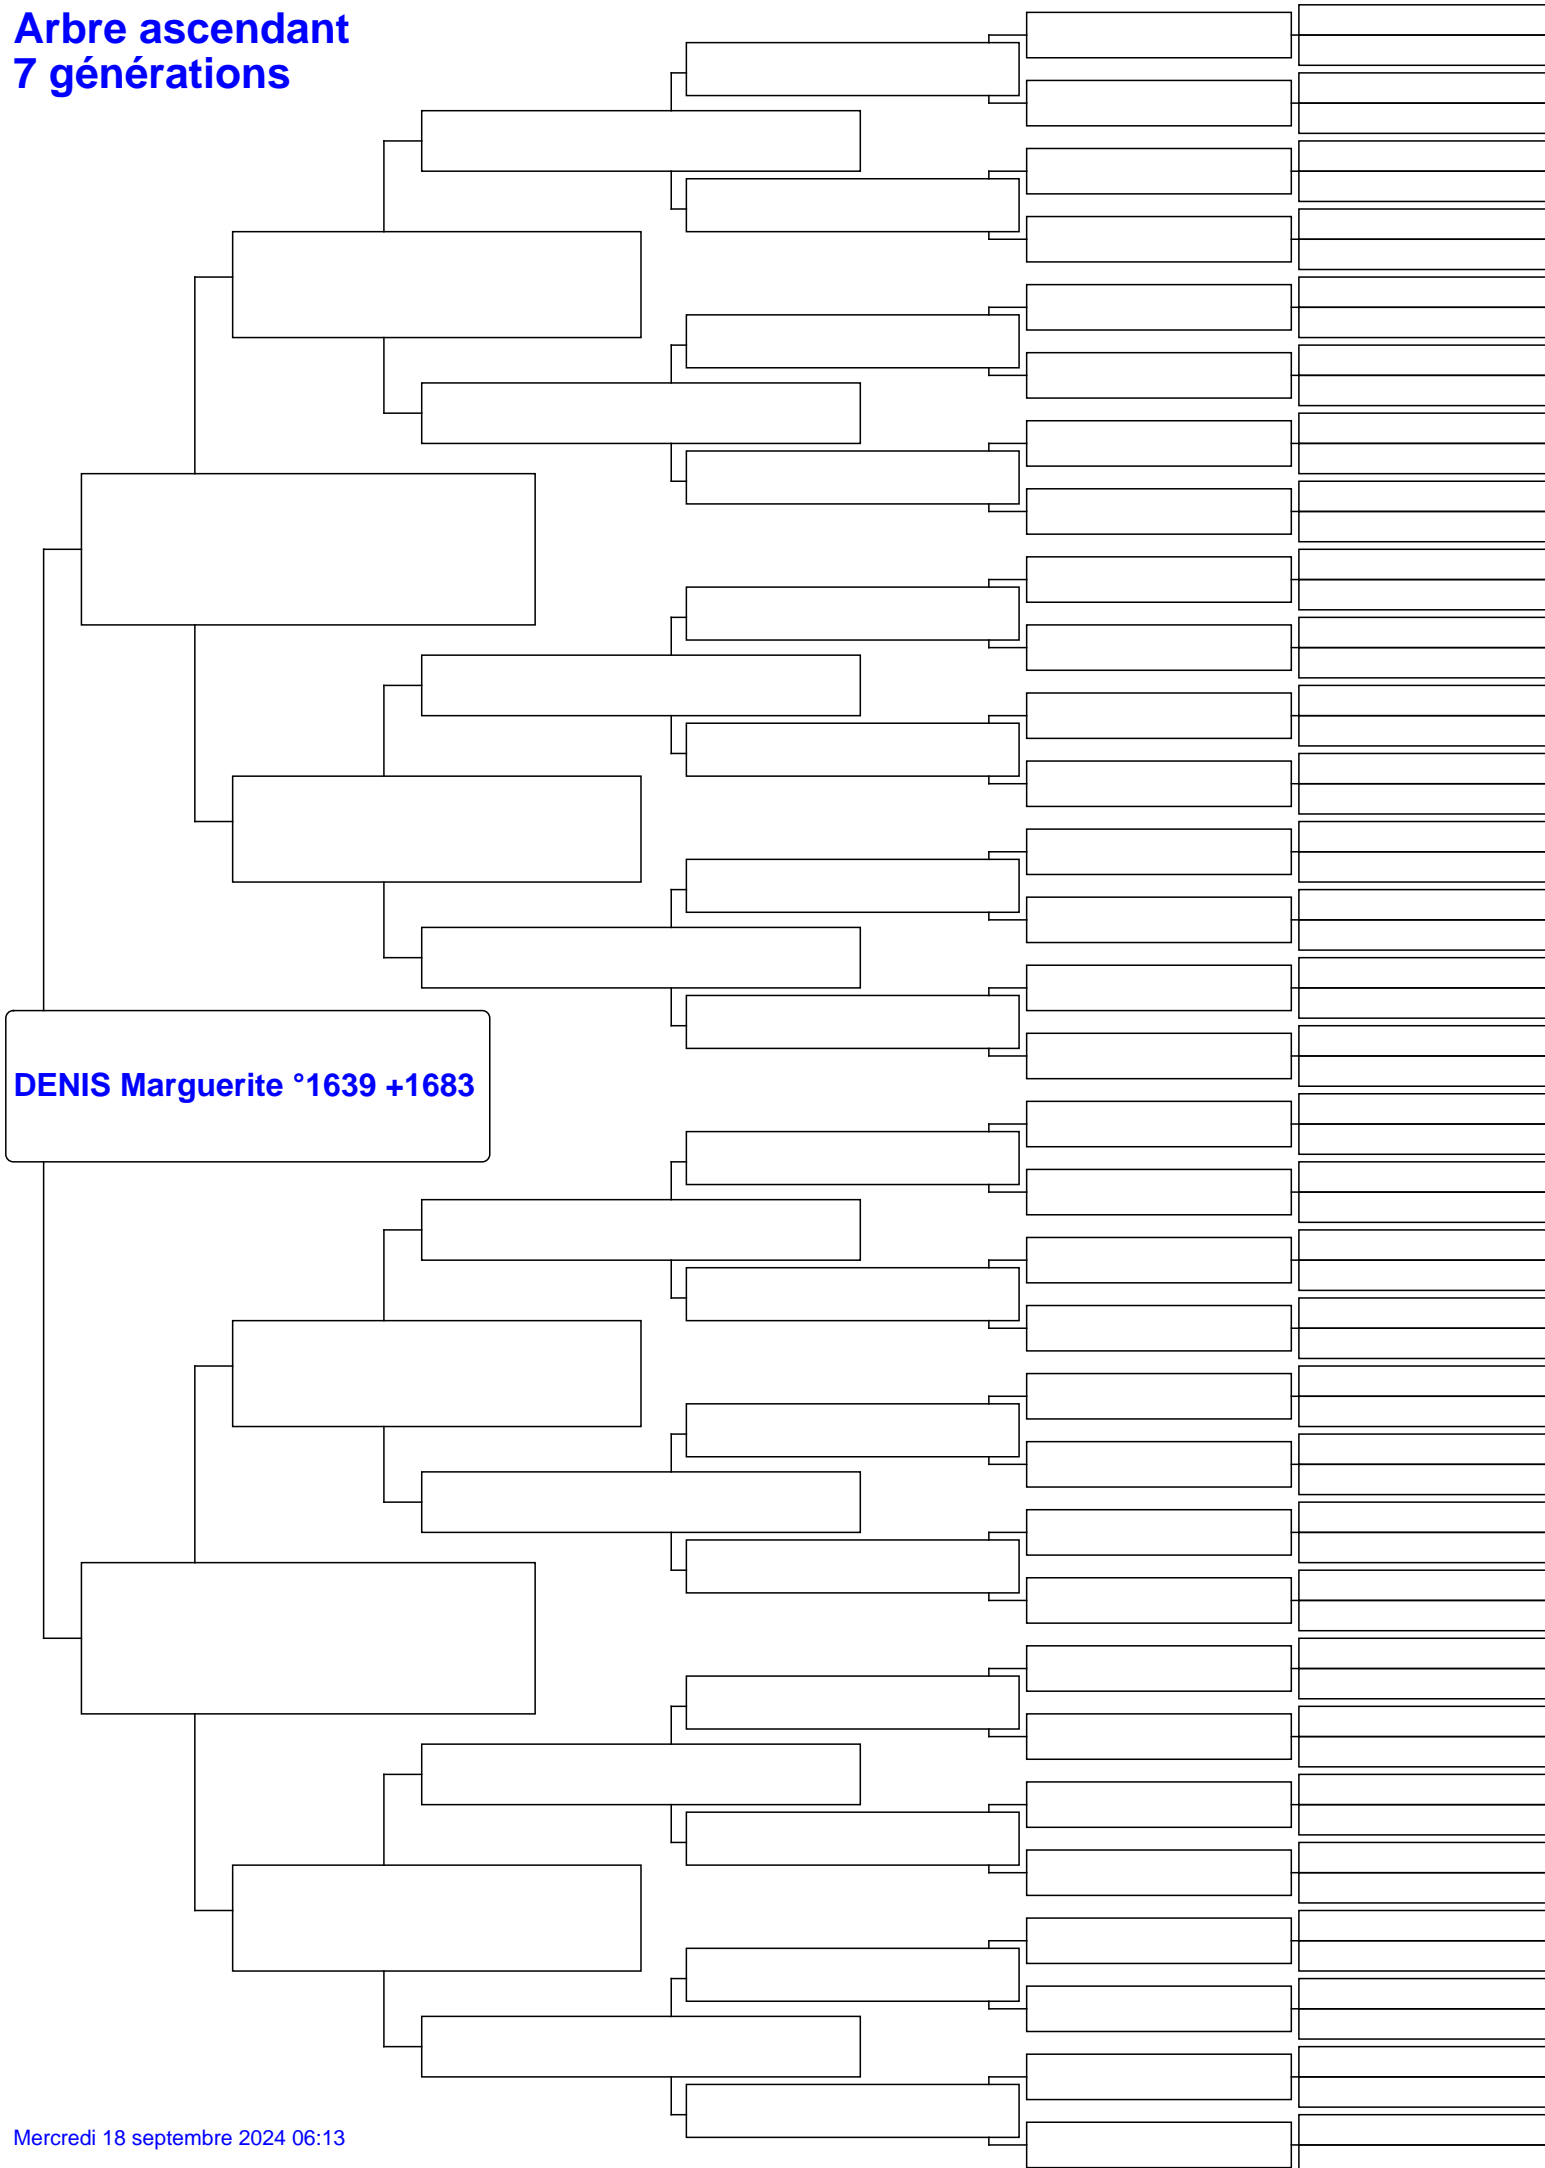 Arbre ascendant
7 générations
DENIS Marguerite °1639 +1683
Mercredi 18 septembre 2024 06:13